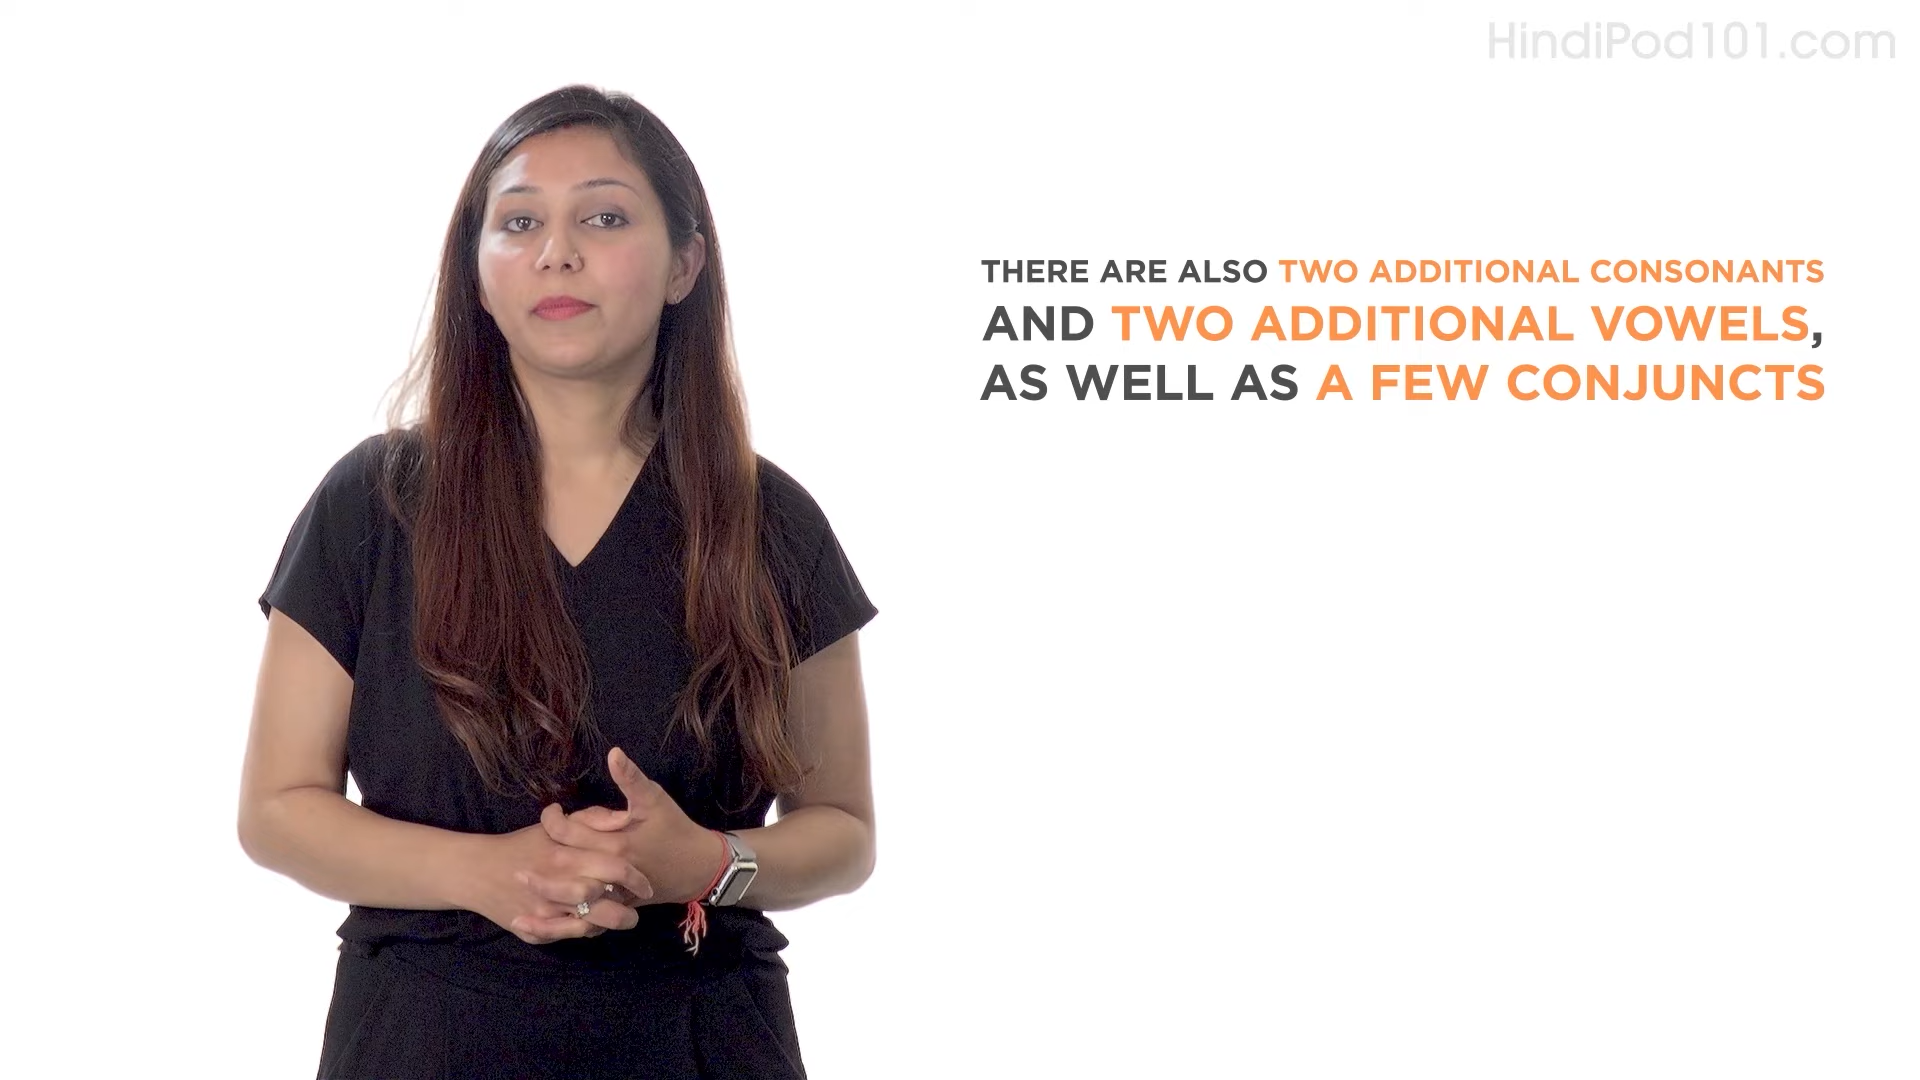 HindiPod101.com
THERE ARE ALSO TWO ADDITIONAL CONSONANTS
AND TWO ADDITIONAL VOWELS,
AS WELL AS A FEW CONJUNCTS